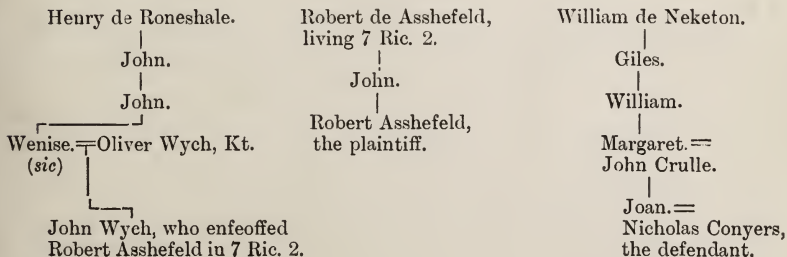 Henry de Roneshale.
John.
John.
Wenise.=Oliver Wych, Kt.
(sic)
John Wych, who enfeoffed
Robert Asshefeld in 7 Ric. 2.
Robert de Asshefeld,
living 7 Ric. 2.
John.
Robert Asshefeld,
the plaintiff.
William de Neketon.
Giles.
William.
Margaret.=
John Crulle.
Joan.=
Nicholas Conyers,
the defendant.